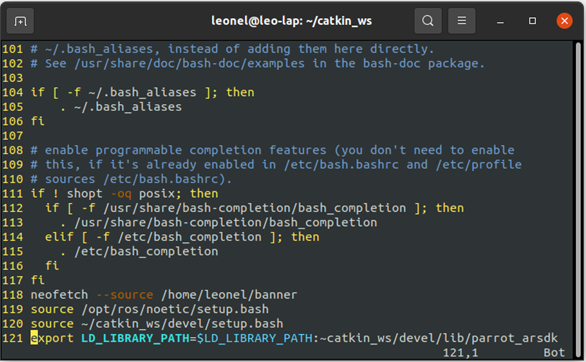 leonel@leo-lap: ~/catkin_ws
101 # ~/.bash_aliases, instead of adding them here directly.
102 # See /usr/share/doc/bash-doc/examples in the bash-doc package.
103
104 if [ -f ~/.bash_aliases ]; then
105     . ~/.bash_aliases
106 fi
107
108 # enable programmable completion features (you don't need to enable
109 # this, if it's already enabled in /etc/bash.bashrc and /etc/profile
110 # sources /etc/bash.bashrc).
111 if ! shopt -oq posix; then
112   if [ -f /usr/share/bash-completion/bash_completion ]; then
113     . /usr/share/bash-completion/bash_completion
114   elif [ -f /etc/bash_completion ]; then
115     . /etc/bash_completion
116   fi
117 fi
118 neofetch --source /home/leonel/banner
119 source /opt/ros/noetic/setup.bash
120 source ~/catkin_ws/devel/setup.bash
121 export LD_LIBRARY_PATH=$LD_LIBRARY_PATH:~catkin_ws/devel/lib/parrot_arsdk
121,1 Bot